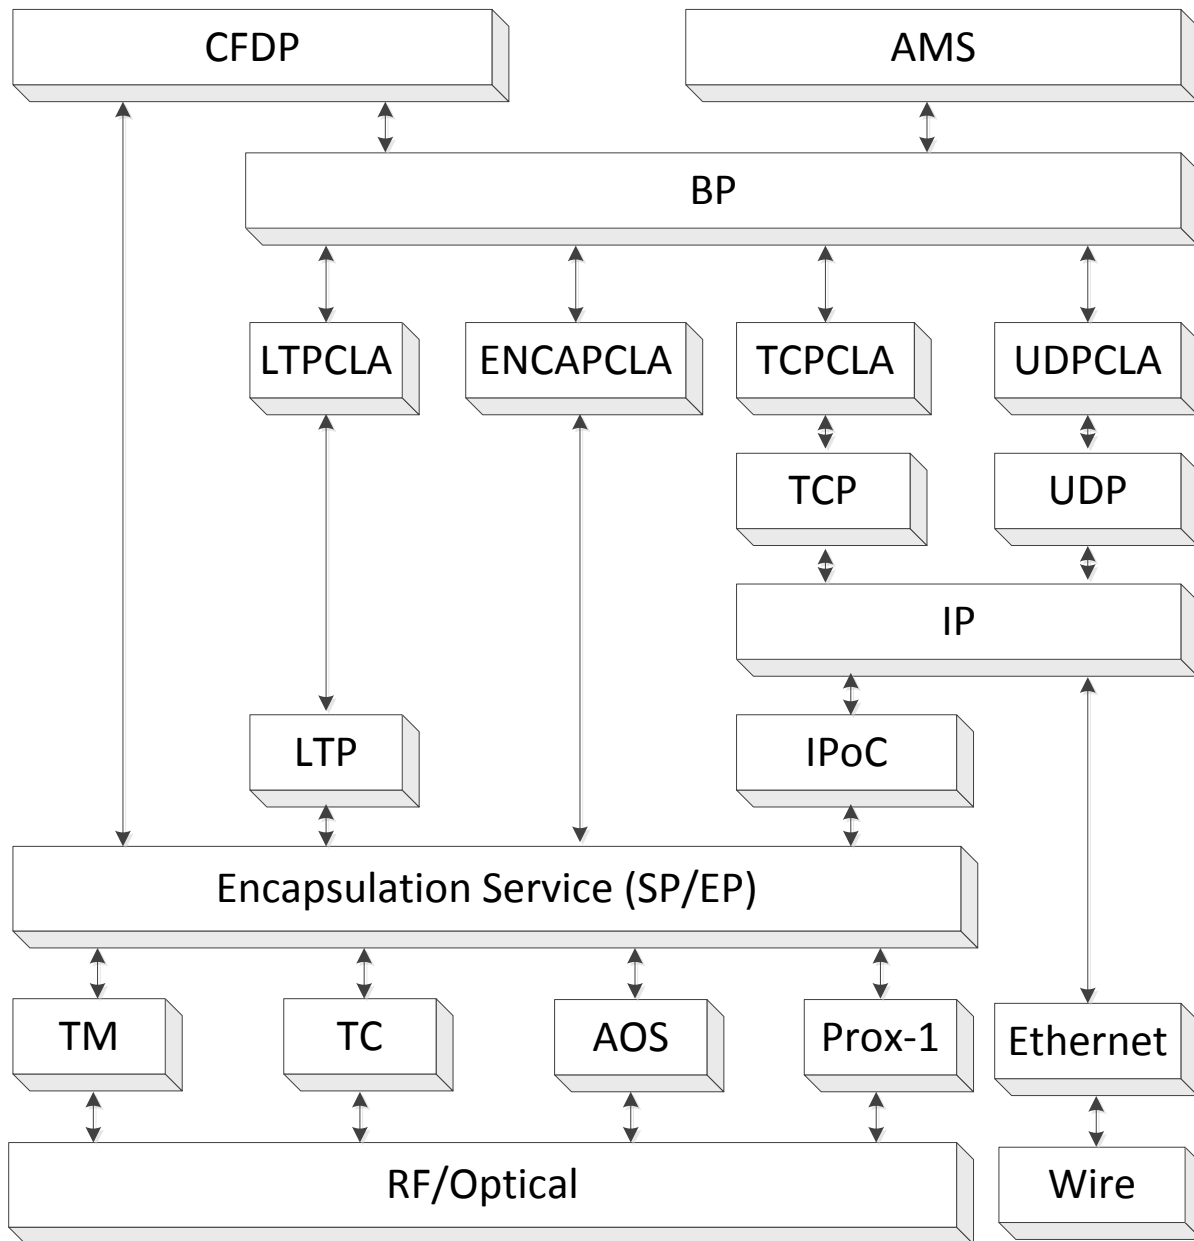 CFDP
AMS
BP
LTPCLA
ENCAPCLA
TCPCLA
UDPCLA
TCP
UDP
IP
LTP
IPoC
Encapsulation Service (SP/EP)
TM
TC
AOS
Prox-1
Ethernet
RF/Optical
Wire